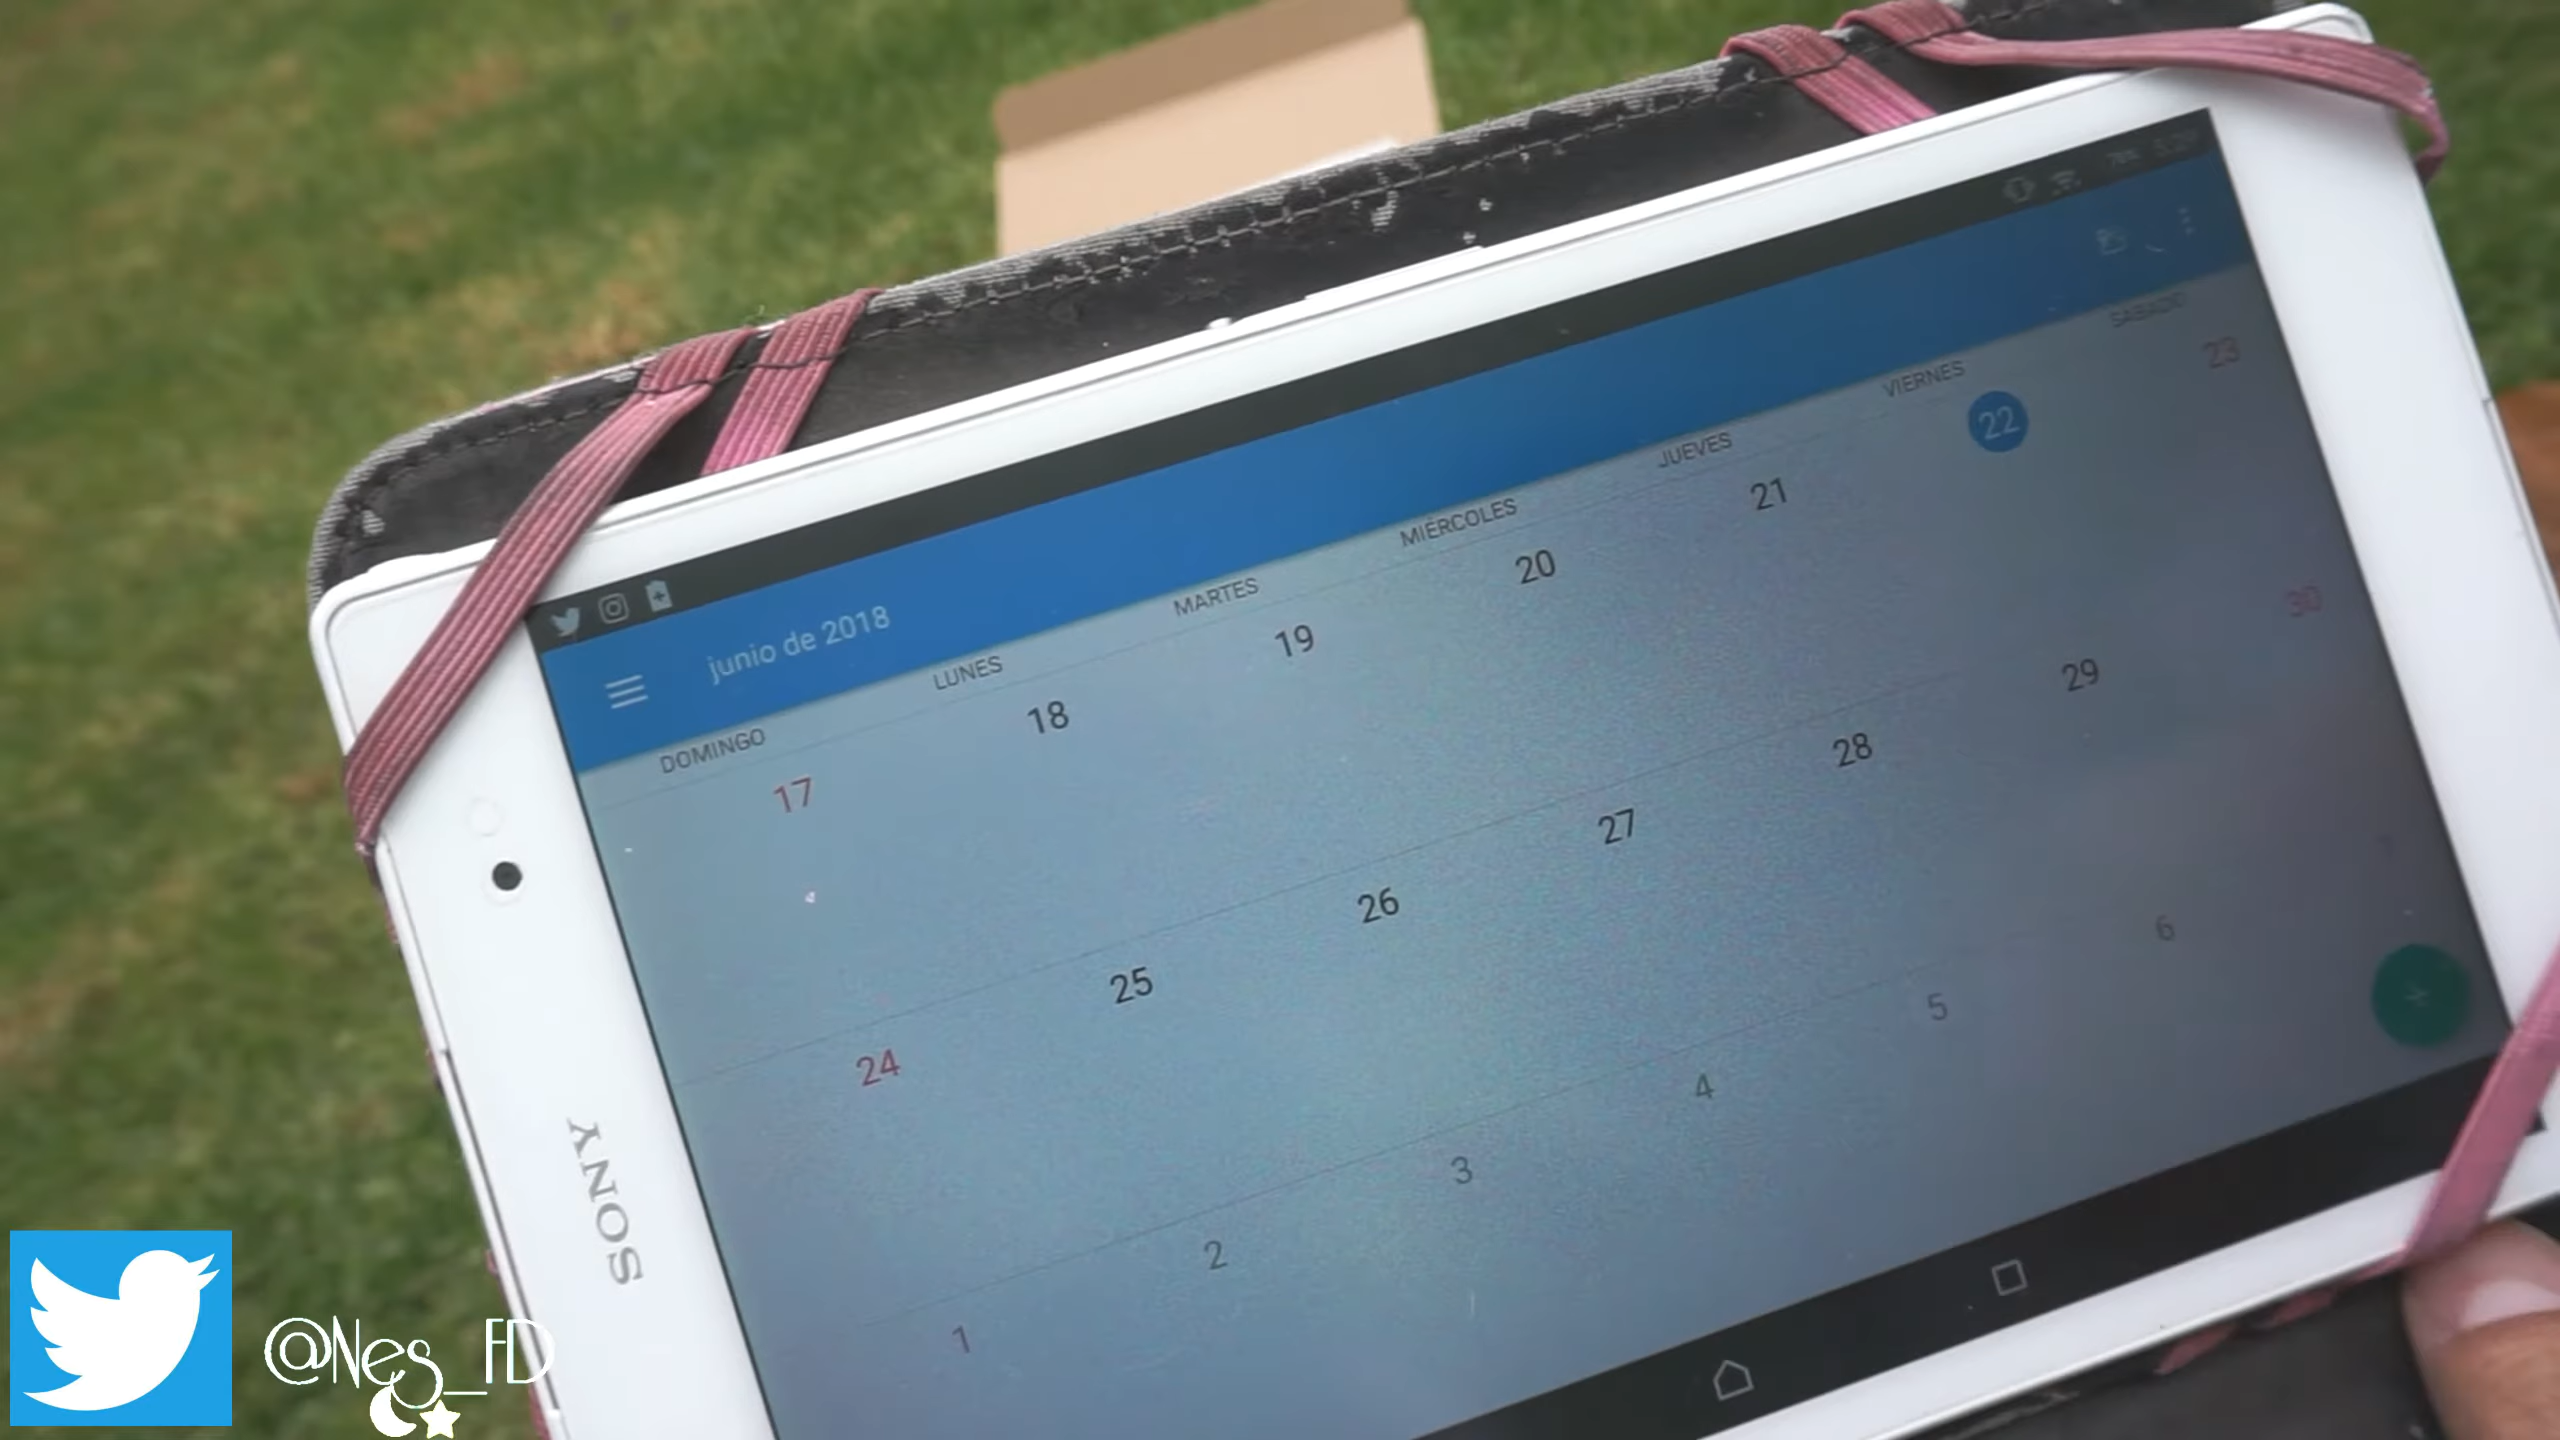 junio de 2018
DOMINGO LUNES MARTES MIÉRCOLES JUEVES VIERNES SÁBADO
17 18 19 20 21 22 23
24 25 26 27 28 29 30
1 2 3 4 5 6
SONY
@Nes_FD